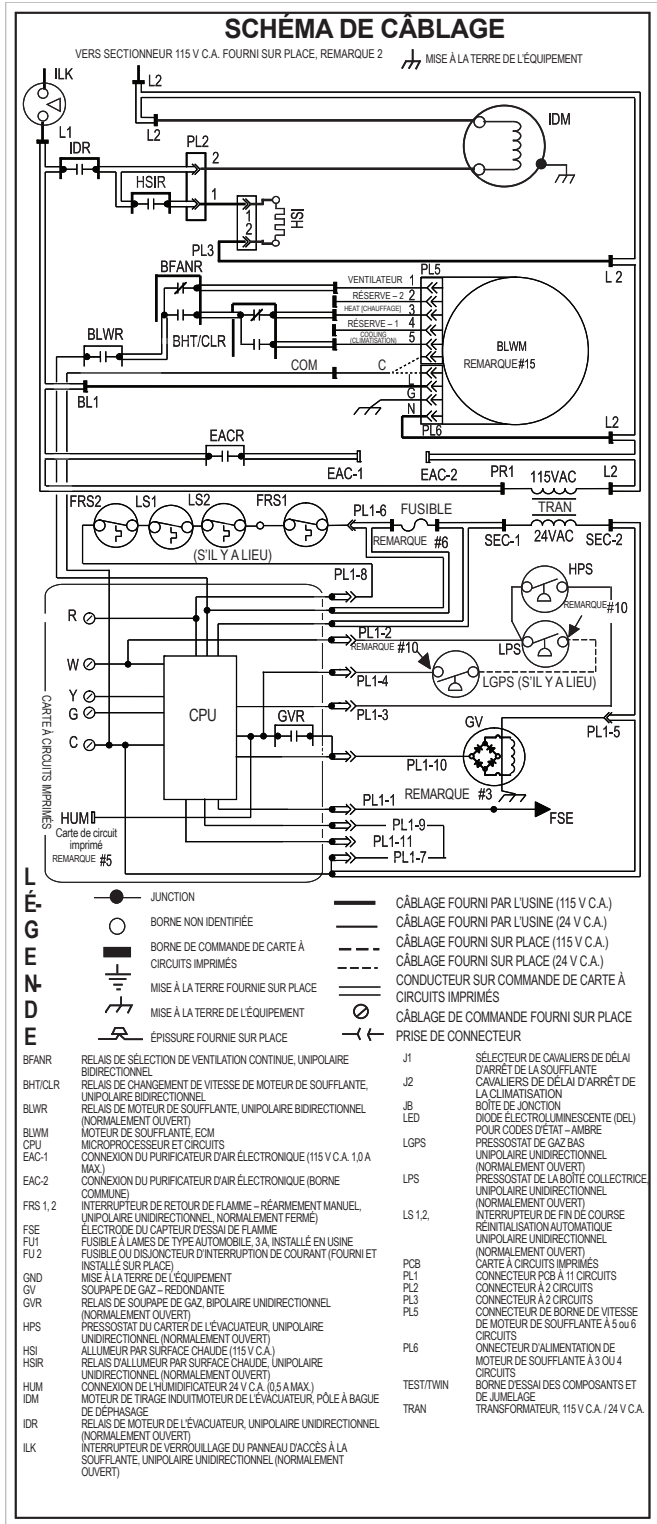 SCHÉMA DE CÂBLAGE
VERS SECTIONNEUR 115 V C.A. FOURNI SUR PLACE, REMARQUE 2
MISE À LA TERRE DE L'ÉQUIPEMENT
ILK
L2
L2
IDM
L1
IDR
PL2
2
HSIR
1
1
2
HSI
PL3
L 2
BFANR
VENTILATEUR 1
PL5
RÉSERVE – 2 2
HEAT [CHAUFFAGE] 3
RÉSERVE – 1 4
COOLING
(CLIMATISATION) 5
BLWR
BHT/CLR
BLWM
REMARQUE#15
COM
C
L
G
N
BL1
PL6
L2
EACR
EAC-1
EAC-2
PR1
115VAC
L2
FRS2
LS1
LS2
FRS1
PL1-6
FUSIBLE
TRAN
24VAC
(S'IL Y A LIEU)
REMARQUE #6
SEC-1
SEC-2
PL1-8
HPS
REMARQUE#10
R
PL1-2
REMARQUE #10
LPS
W
PL1-4
LGPS (S'IL Y A LIEU)
Y
G
CPU
PL1-3
GVR
GV
PL1-5
C
PL1-10
CARTE À CIRCUITS IMPRIMÉS
REMARQUE #3
PL1-1
FSE
HUM
Carte de circuit
imprimé
REMARQUE #5
PL1-9
PL1-11
PL1-7
L
É-
G
E
N-
D
E
JUNCTION
BORNE NON IDENTIFIÉE
BORNE DE COMMANDE DE CARTE À
CIRCUITS IMPRIMÉS
MISE À LA TERRE FOURNIE SUR PLACE
MISE À LA TERRE DE L'ÉQUIPEMENT
ÉPISSURE FOURNIE SUR PLACE
CÂBLAGE FOURNI PAR L'USINE (115 V C.A.)
CÂBLAGE FOURNI PAR L'USINE (24 V C.A.)
CÂBLAGE FOURNI SUR PLACE (115 V C.A.)
CÂBLAGE FOURNI SUR PLACE (24 V C.A.)
CONDUCTEUR SUR COMMANDE DE CARTE À
CIRCUITS IMPRIMÉS
CÂBLAGE DE COMMANDE FOURNI SUR PLACE
PRISE DE CONNECTEUR
BFANR RELAIS DE SÉLECTION DE VENTILATION CONTINUE, UNIPOLAIRE
BIDIRECTIONNEL
BHT/CLR RELAIS DE CHANGEMENT DE VITESSE DE MOTEUR DE SOUFFLANTE,
UNIPOLAIRE BIDIRECTIONNEL
BLWR RELAIS DE MOTEUR DE SOUFFLANTE, UNIPOLAIRE BIDIRECTIONNEL
(NORMALEMENT OUVERT)
BLWM MOTEUR DE SOUFFLANTE, ECM
CPU MICROPROCESSEUR ET CIRCUITS
EAC-1 CONNEXION DU PURIFICATEUR D'AIR ÉLECTRONIQUE (115 V C.A. 1,0 A
MAX.)
EAC-2 CONNEXION DU PURIFICATEUR D'AIR ÉLECTRONIQUE (BORNE
COMMUNE)
FRS 1, 2 INTERRUPTEUR DE RETOUR DE FLAMME – RÉARMEMENT MANUEL,
UNIPOLAIRE UNIDIRECTIONNEL, NORMALEMENT FERMÉ)
FSE ÉLECTRODE DU CAPTEUR D'ESSAI DE FLAMME
FU1 FUSIBLE À LAMES DE TYPE AUTOMOBILE, 3 A, INSTALLÉ EN USINE
FU 2 FUSIBLE OU DISJONCTEUR D'INTERRUPTION DE COURANT (FOURNI ET
INSTALLÉ SUR PLACE)
GND MISE À LA TERRE DE L'ÉQUIPEMENT
GV SOUPAPE DE GAZ – REDONDANTE
GVR RELAIS DE SOUPAPE DE GAZ, BIPOLAIRE UNIDIRECTIONNEL
(NORMALEMENT OUVERT)
HPS PRESSOSTAT DU CARTER DE L'ÉVACUATEUR, UNIPOLAIRE
UNIDIRECTIONNEL (NORMALEMENT OUVERT)
HSI ALLUMEUR PAR SURFACE CHAUDE (115 V C.A.)
HSIR RELAIS D'ALLUMEUR PAR SURFACE CHAUDE, UNIPOLAIRE
UNIDIRECTIONNEL (NORMALEMENT OUVERT)
HUM CONNEXION DE L'HUMIDIFICATEUR 24 V C.A. (0,5 A MAX.)
IDM MOTEUR DE TIRAGE INDUITMOTEUR DE L'ÉVACUATEUR, PÔLE À BAGUE
DE DÉPHASAGE
IDR RELAIS DE MOTEUR DE L'ÉVACUATEUR, UNIPOLAIRE UNIDIRECTIONNEL
(NORMALEMENT OUVERT)
ILK INTERRUPTEUR DE VERROUILLAGE DU PANNEAU D'ACCÈS À LA
SOUFFLANTE, UNIPOLAIRE UNIDIRECTIONNEL (NORMALEMENT
OUVERT)
J1 SÉLECTEUR DE CAVALIERS DE DÉLAI
D'ARRÊT DE LA SOUFFLANTE
J2 CAVALIERS DE DÉLAI D'ARRÊT DE
LA CLIMATISATION
JB BOÎTE DE JONCTION
LED DIODE ÉLECTROLUMINESCENTE (DEL)
POUR CODES D'ÉTAT – AMBRE
LGPS PRESSOSTAT DE GAZ BAS
UNIPOLAIRE UNIDIRECTIONNEL
(NORMALEMENT OUVERT)
LPS PRESSOSTAT DE LA BOÎTE COLLECTRICE,
UNIPOLAIRE UNIDIRECTIONNEL
(NORMALEMENT OUVERT)
LS 1,2, INTERRUPTEUR DE FIN DE COURSE
RÉINITIALISATION AUTOMATIQUE
UNIPOLAIRE UNIDIRECTIONNEL
(NORMALEMENT OUVERT)
PCB CARTE À CIRCUITS IMPRIMÉS
PL1 CONNECTEUR PCB À 11 CIRCUITS
PL2 CONNECTEUR À 2 CIRCUITS
PL3 CONNECTEUR À 2 CIRCUITS
PL5 CONNECTEUR DE BORNE DE VITESSE
DE MOTEUR DE SOUFFLANTE À 5 ou 6
CIRCUITS
PL6 ONNECTEUR D'ALIMENTATION DE
MOTEUR DE SOUFFLANTE À 3 OU 4
CIRCUITS
TEST/TWIN BORNE D'ESSAI DES COMPOSANTS ET
DE JUMELAGE
TRAN TRANSFORMATEUR, 115 V C.A. / 24 V C.A.